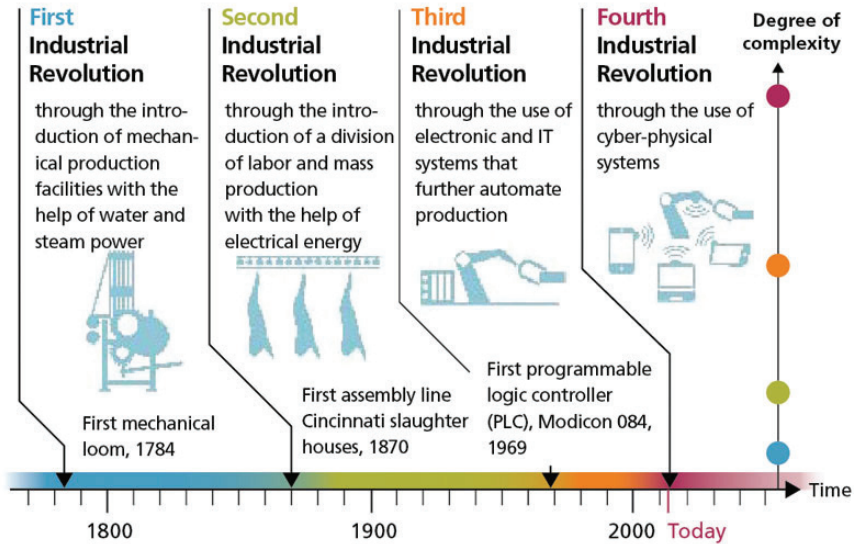 First
Industrial
Revolution
through the intro-
duction of mechan-
ical production
facilities with the
help of water and
steam power
First mechanical
loom, 1784
Second
Industrial
Revolution
through the intro-
duction of a division
of labor and mass
production
with the help of
electrical energy
First assembly line
Cincinnati slaughter
houses, 1870
Third
Industrial
Revolution
through the use of
electronic and IT
systems that
further automate
production
First programmable
logic controller
(PLC), Modicon 084,
1969
Fourth
Industrial
Revolution
through the use of
cyber-physical
systems
Degree of
complexity
Time
1800
1900
2000
Today